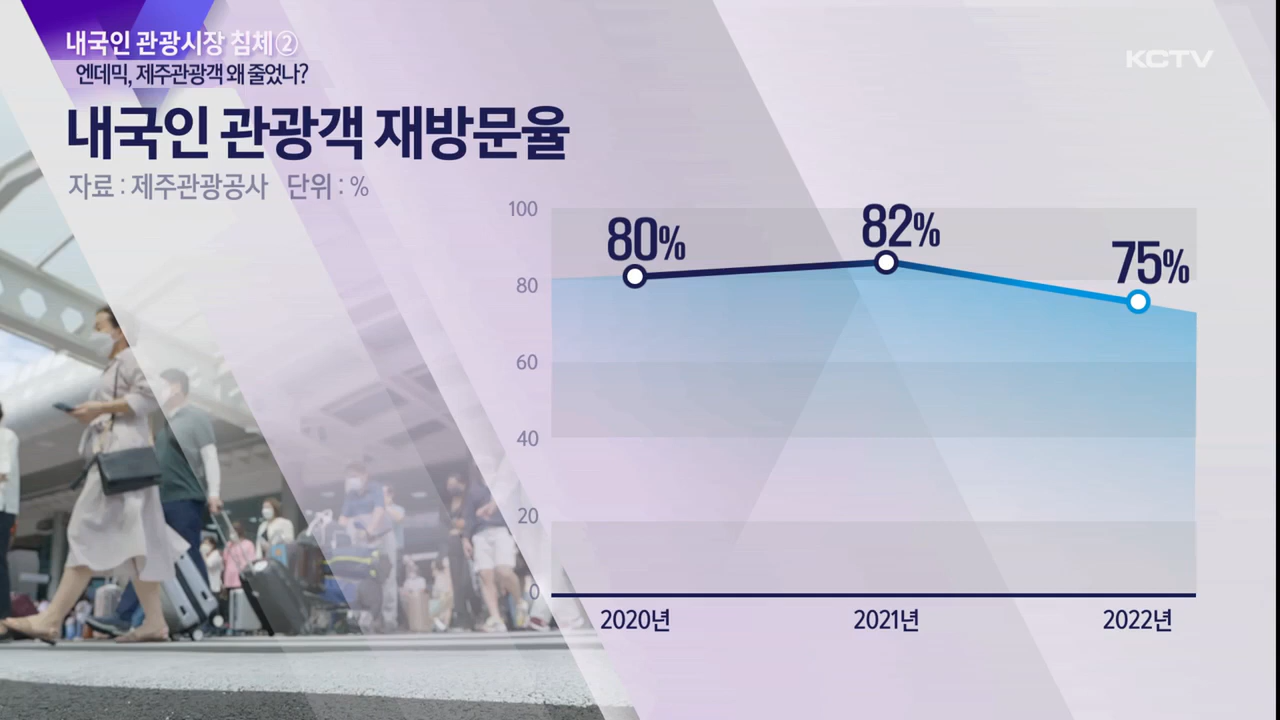 내국인 관광시장 침체②
KCTV
엔데믹, 제주관광객 왜 줄었나?
내국인 관광객 재방문율
자료 : 제주관광공사 단위 : %
100
80
60
40
20
0
80%
82%
75%
2020년
2021년
2022년